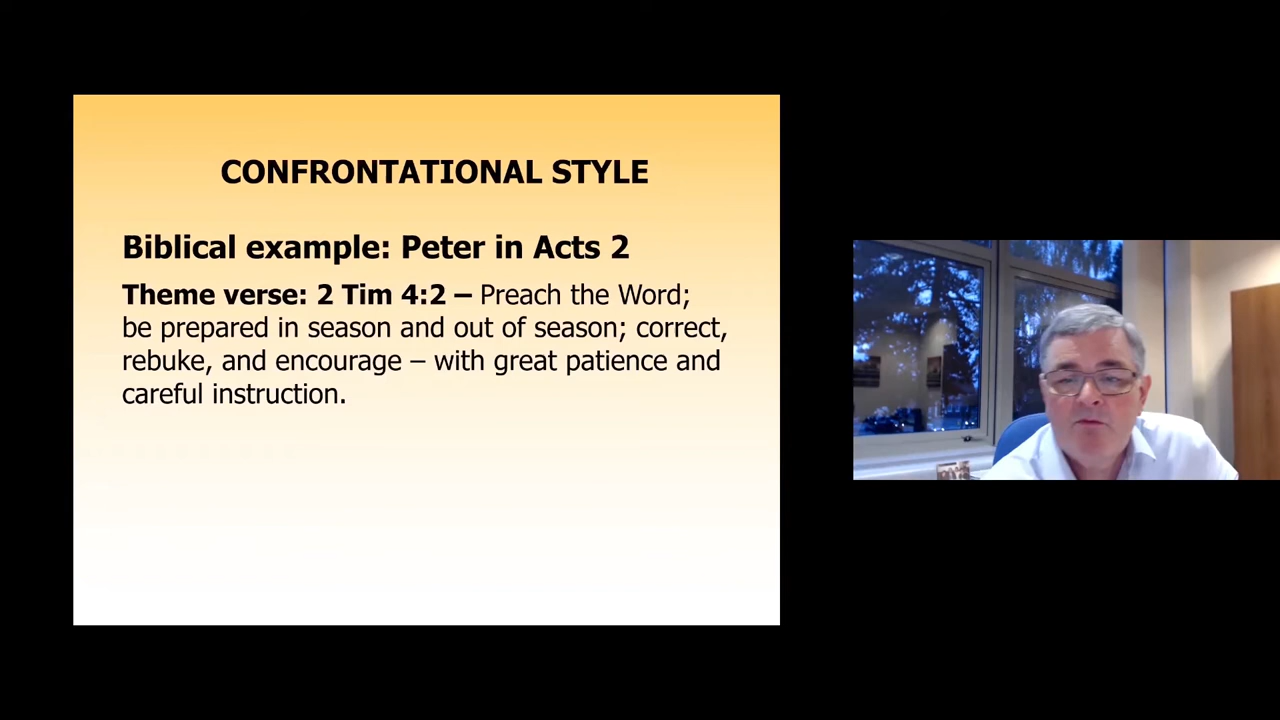 CONFRONTATIONAL STYLE
Biblical example: Peter in Acts 2
Theme verse: 2 Tim 4:2 – Preach the Word;
be prepared in season and out of season; correct,
rebuke, and encourage – with great patience and
careful instruction.